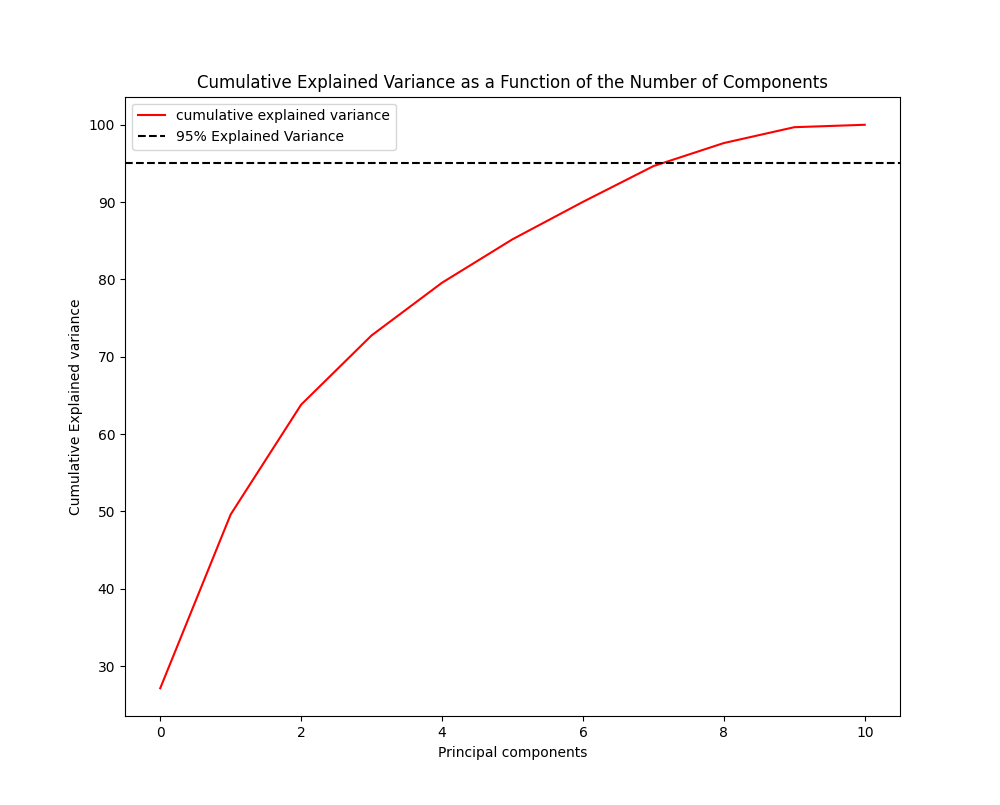 Cumulative Explained Variance as a Function of the Number of Components
cumulative explained variance
95% Explained Variance
100
90
80
70
60
50
40
30
Cumulative Explained variance
0 2 4 6 8 10
Principal components